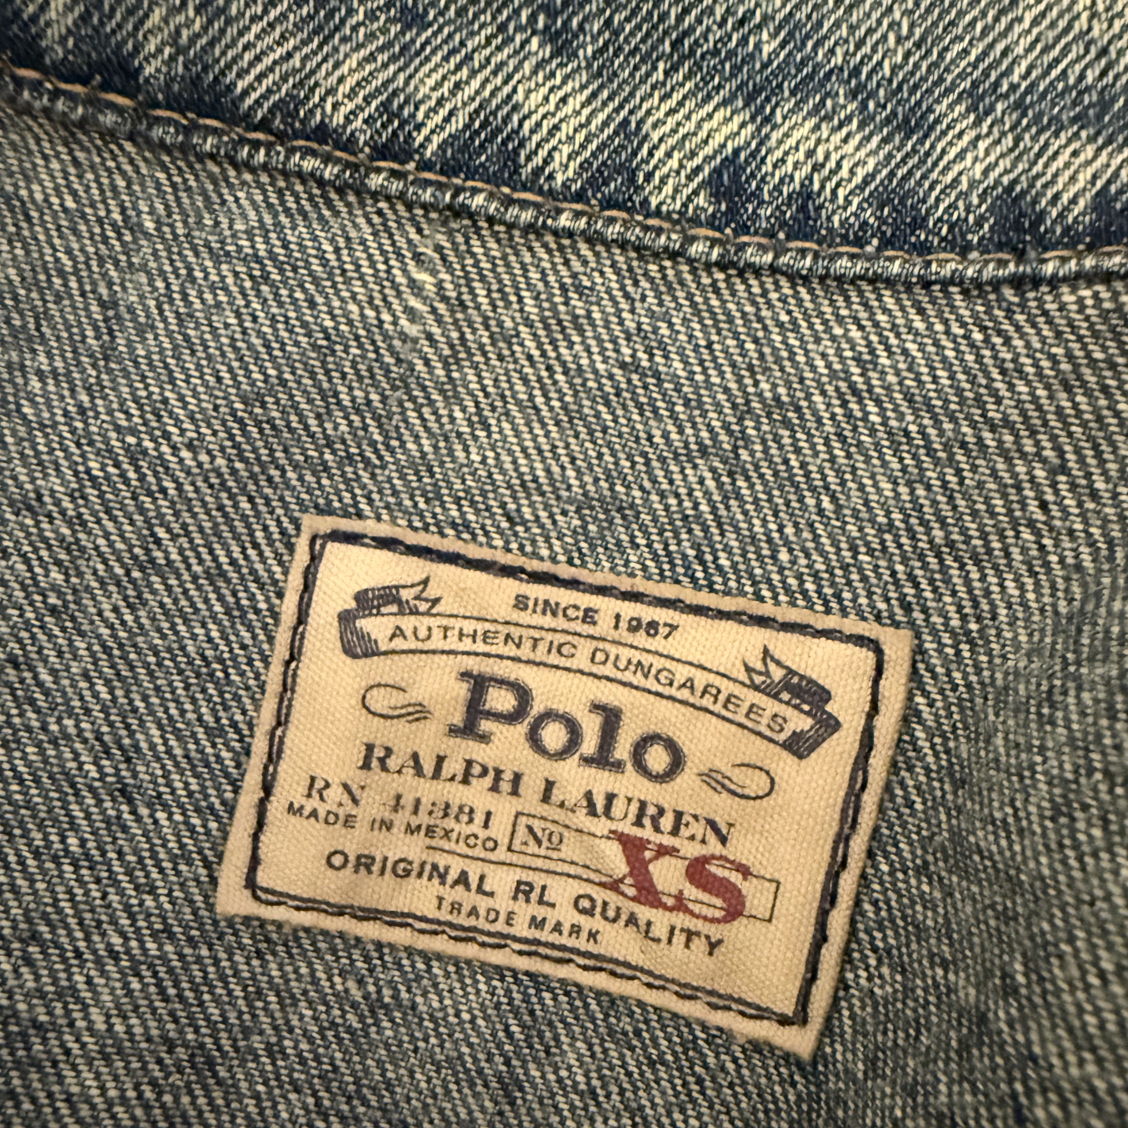 SINCE 1967
AUTHENTIC DUNGAREES
Polo
RALPH LAUREN
RN 41381
MADE IN MEXICO
Nº XS
ORIGINAL RL QUALITY
TRADE MARK